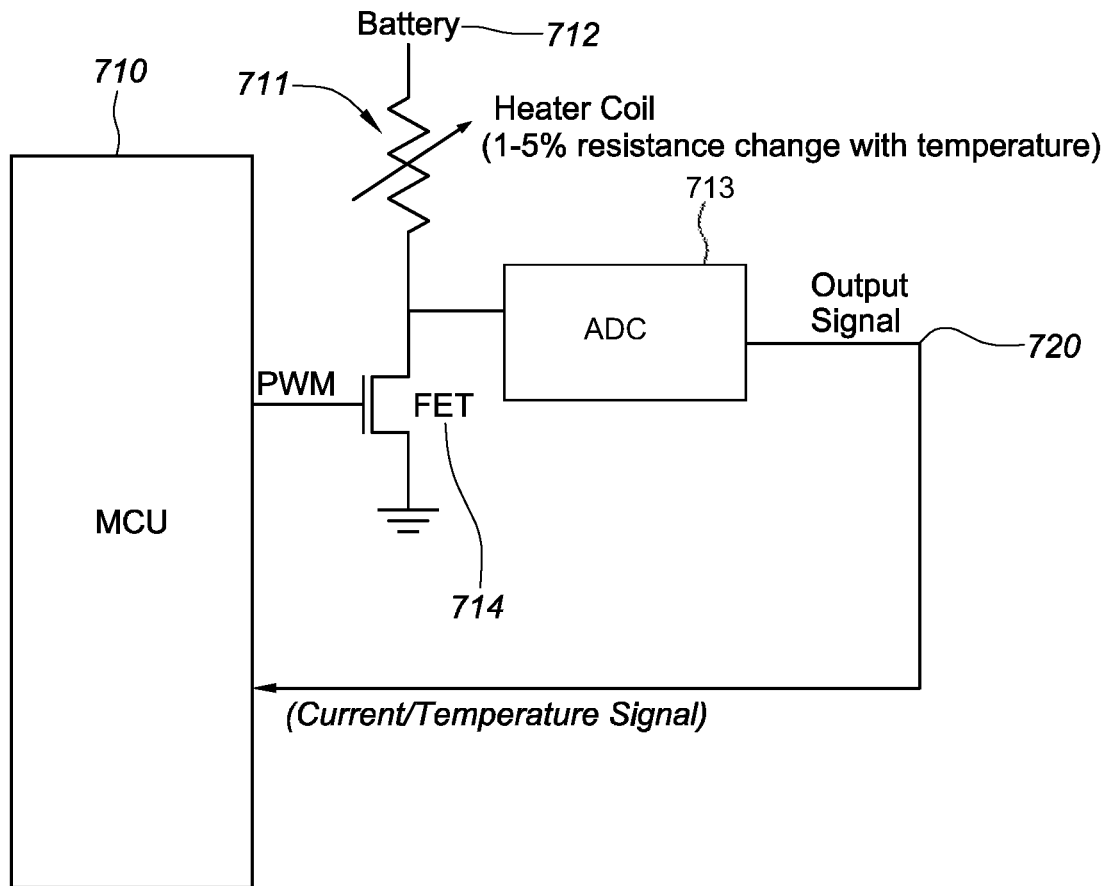 Battery 712
710
711
Heater Coil
(1-5% resistance change with temperature)
713
Output
Signal
ADC
720
PWM
FET
MCU
714
(Current/Temperature Signal)